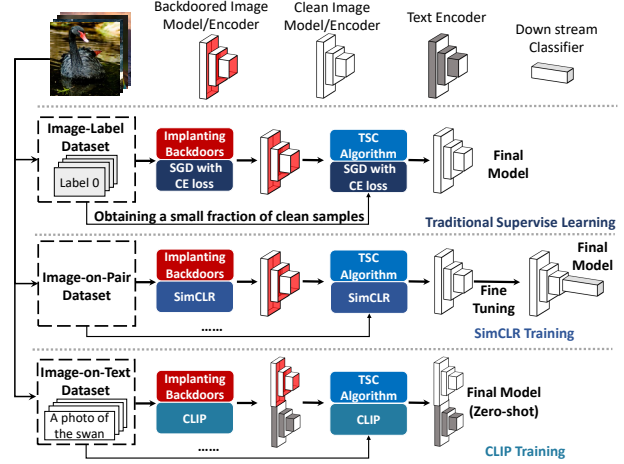 Backdoored Image
Model/Encoder
Clean Image
Model/Encoder
Text Encoder
Down stream
Classifier
Image-Label
Dataset
Label 0
Implanting
Backdoors
SGD with
CE loss
TSC
Algorithm
SGD with
CE loss
Final
Model
Obtaining a small fraction of clean samples
Traditional Supervise Learning
Image-on-Pair
Dataset
Implanting
Backdoors
SimCLR
TSC
Algorithm
SimCLR
Fine
Tuning
Final
Model
......
SimCLR Training
Image-on-Text
Dataset
A photo of
the swan
Implanting
Backdoors
CLIP
TSC
Algorithm
CLIP
Final Model
(Zero-shot)
......
CLIP Training